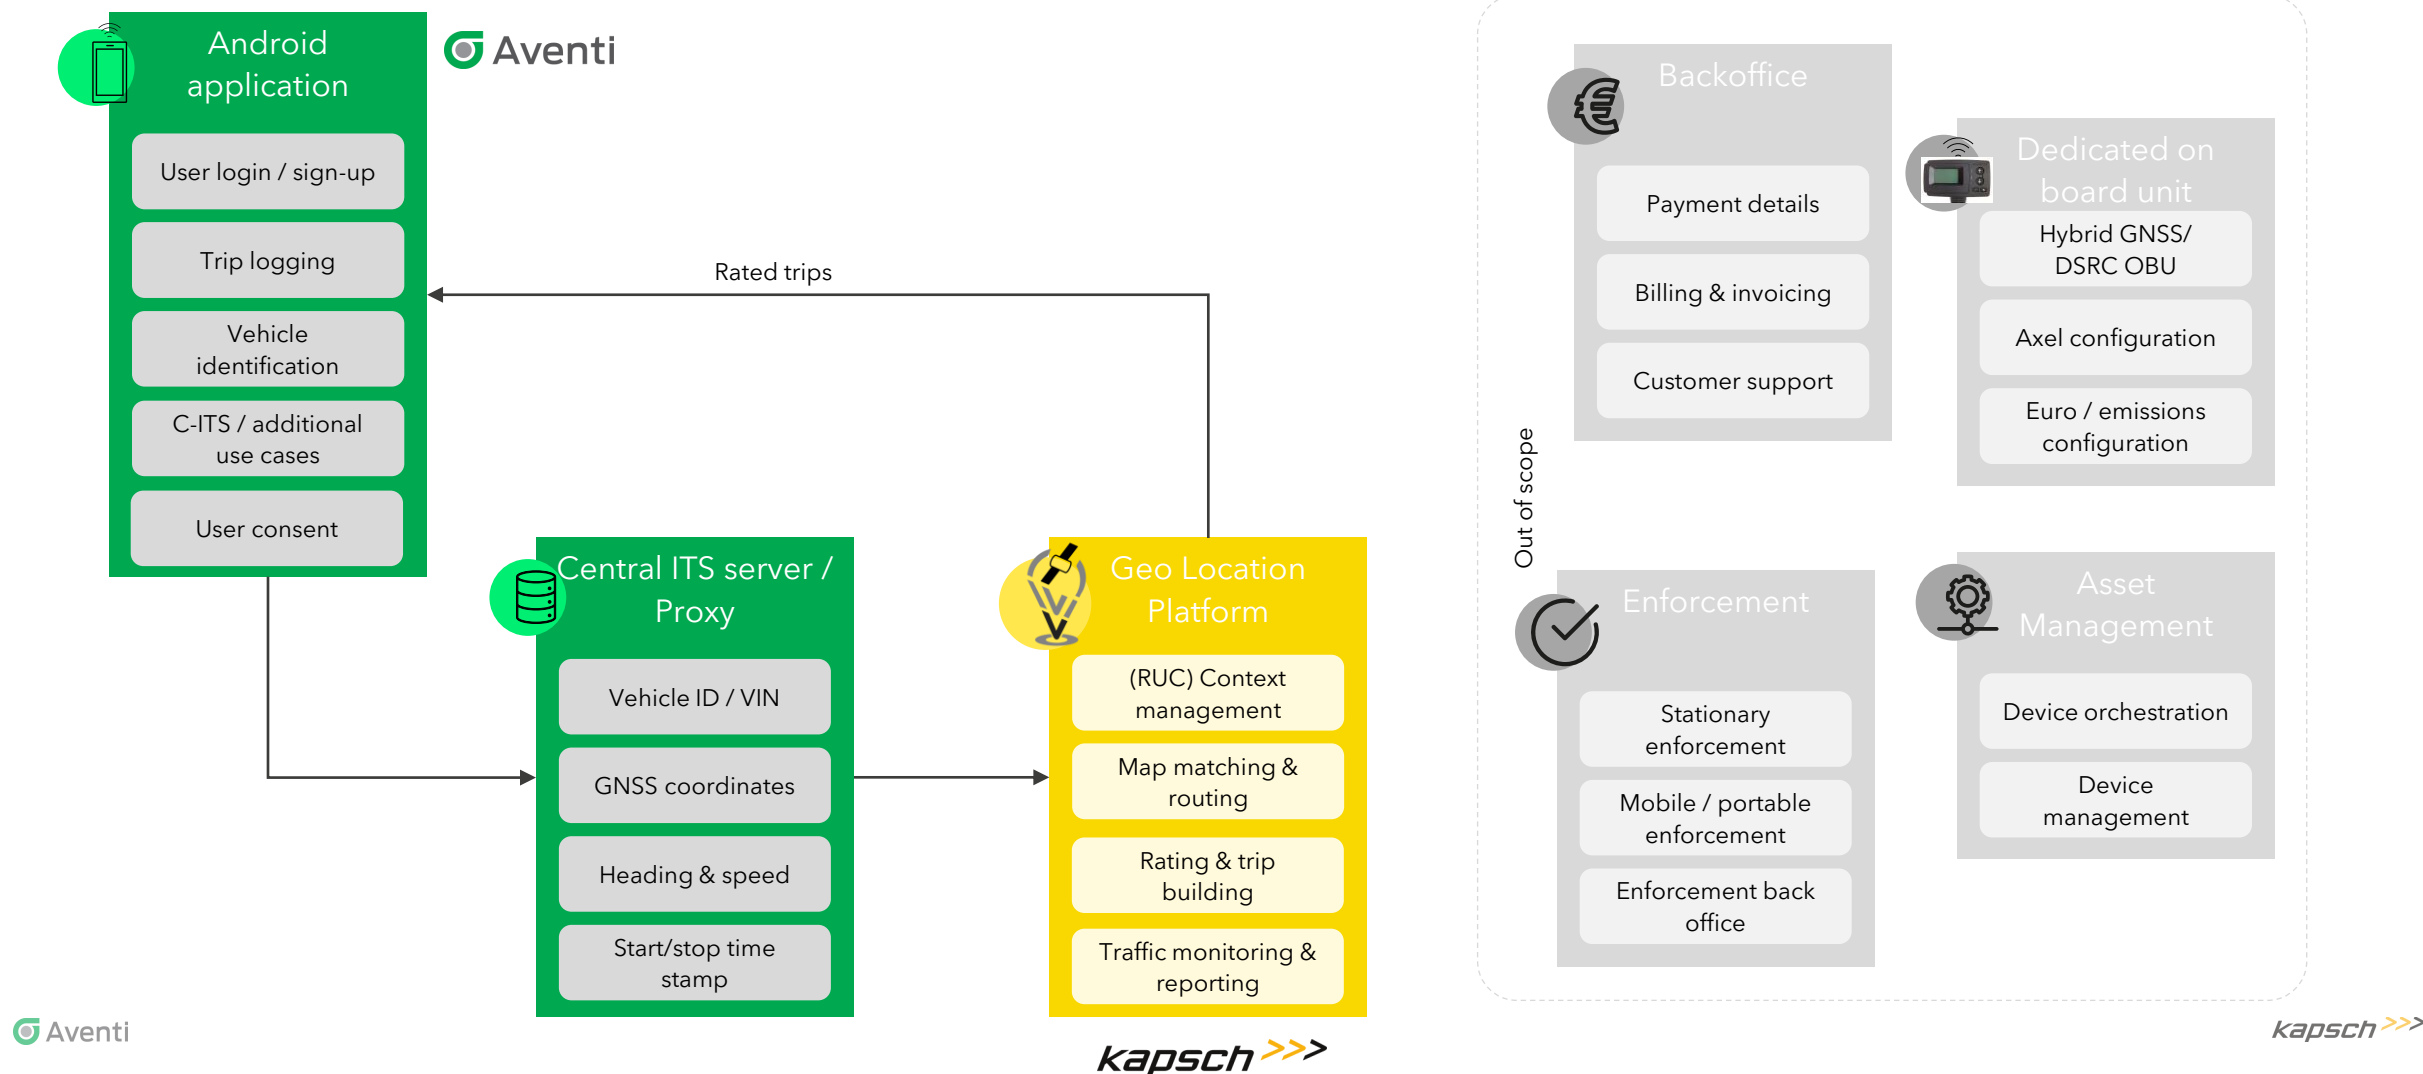 Android
application
User login / sign-up
Trip logging
Vehicle
identification
C-ITS / additional
use cases
User consent
Aventi
Rated trips
Central ITS server /
Proxy
Vehicle ID / VIN
GNSS coordinates
Heading & speed
Start/stop time
stamp
Geo Location
Platform
(RUC) Context
management
Map matching &
routing
Rating & trip
building
Traffic monitoring &
reporting
kapsch >>>
Out of scope
Backoffice
Payment details
Billing & invoicing
Customer support
Dedicated on
board unit
Hybrid GNSS/
DSRC OBU
Axel configuration
Euro / emissions
configuration
Enforcement
Stationary
enforcement
Mobile / portable
enforcement
Enforcement back
office
Asset
Management
Device orchestration
Device
management
Aventi
kapsch >>>